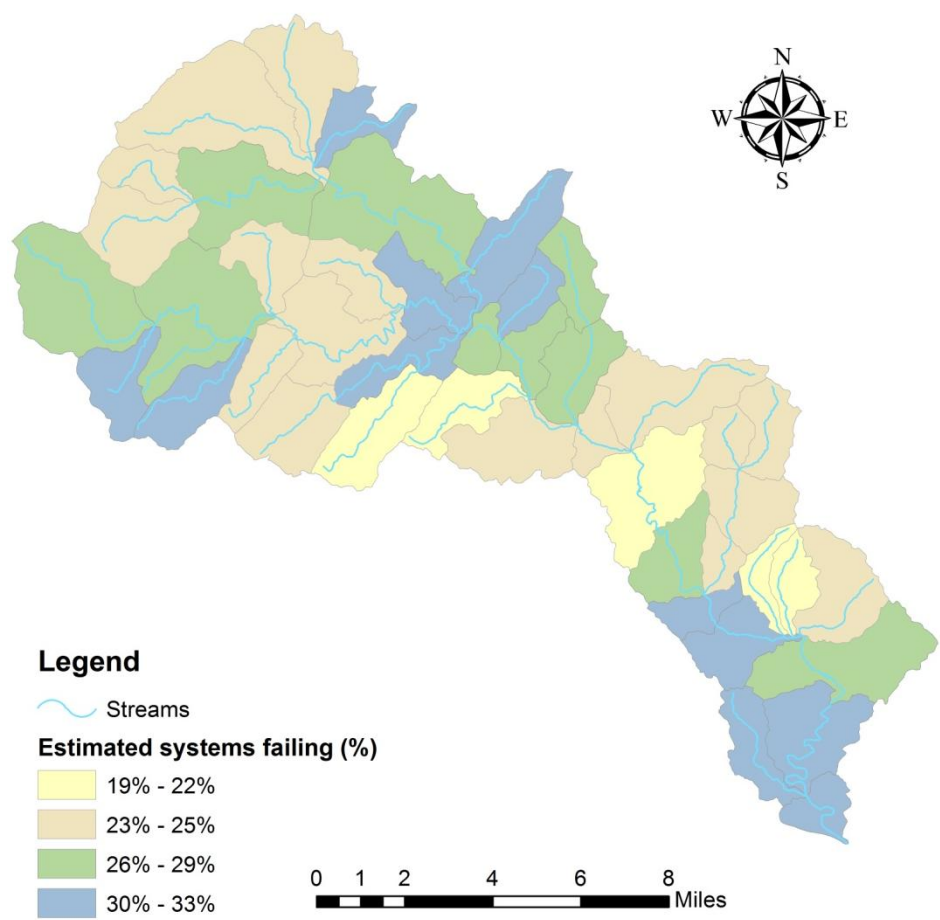 N
W E
S
Legend
Streams
Estimated systems failing (%)
19% - 22%
23% - 25%
26% - 29%
30% - 33%
0 1 2 4 6 8
Miles